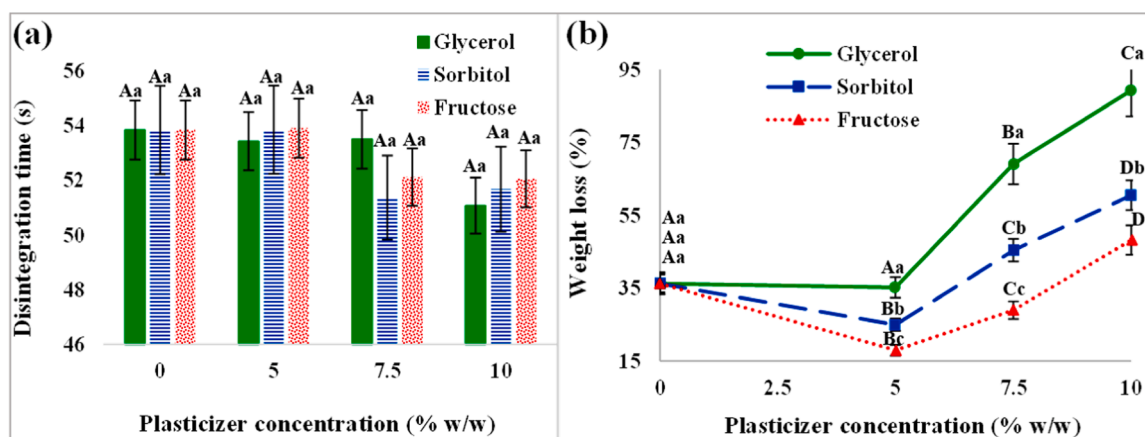 (a)
Glycerol
Sorbitol
Fructose
56
54
52
50
48
46
Disintegration time (s)
Aa Aa Aa
Aa Aa Aa
Aa Aa Aa
Aa Aa Aa
0 5 7.5 10
Plasticizer concentration (% w/w)
(b)
Glycerol
Sorbitol
Fructose
95
75
55
35
15
Weight loss (%)
Aa
Aa
Aa
Aa
Bb
Bc
Ba
Cb
Cc
Ca
Db
D
0 2.5 5 7.5 10
Plasticizer concentration (% w/w)